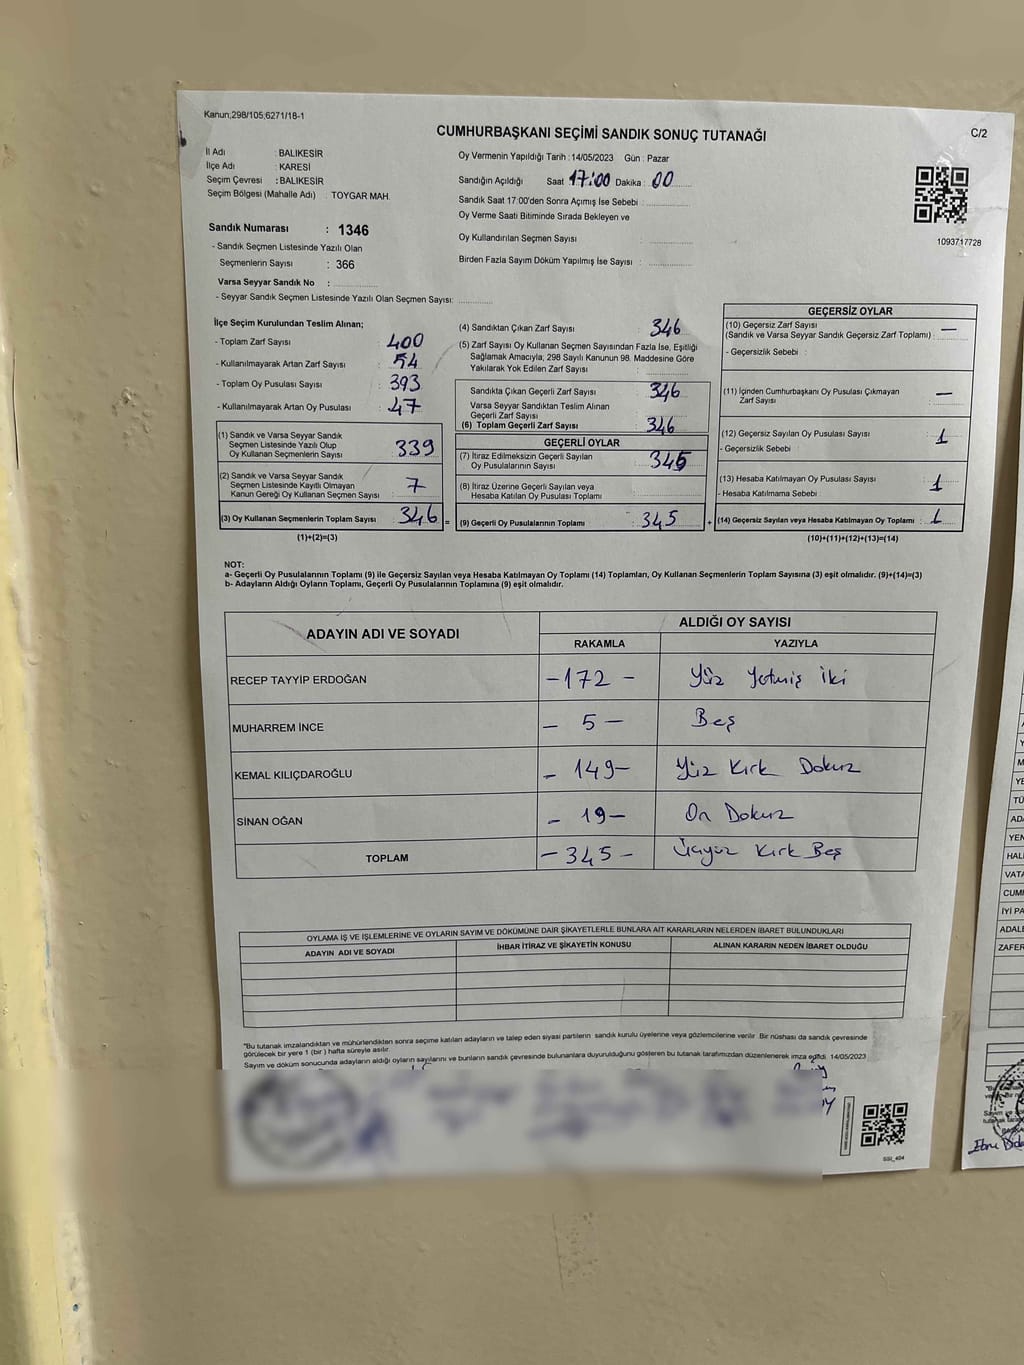 Kanun;298/105;6271/18-1
CUMHURBAŞKANI SEÇİMİ SANDIK SONUÇ TUTANAĞI
C/2
İl Adı : BALIKESİR
İlçe Adı : KARESİ
Seçim Çevresi : BALIKESİR
Seçim Bölgesi (Mahalle Adı) : TOYGAR MAH.
Oy Vermenin Yapıldığı Tarih : 14/05/2023 Gün : Pazar
Sandığın Açıldığı Saat 17:00 Dakika : 00
Sandık Saat 17:00'den Sonra Açımış İse Sebebi :
Oy Verme Saati Bitiminde Sırada Bekleyen ve
Oy Kullandırılan Seçmen Sayısı :
Birden Fazla Sayım Döküm Yapılmış İse Sayısı :
1093717728
Sandık Numarası : 1346
- Sandık Seçmen Listesinde Yazılı Olan
Seçmenlerin Sayısı : 366
Varsa Seyyar Sandık No :
- Seyyar Sandık Seçmen Listesinde Yazılı Olan Seçmen Sayısı:
İlçe Seçim Kurulundan Teslim Alınan;
- Toplam Zarf Sayısı : 400
- Kullanılmayarak Artan Zarf Sayısı : 54
- Toplam Oy Pusulası Sayısı : 393
- Kullanılmayarak Artan Oy Pusulası : 47
(1) Sandık ve Varsa Seyyar Sandık
Seçmen Listesinde Yazılı Olup
Oy Kullanan Seçmenlerin Sayısı : 339
(2) Sandık ve Varsa Seyyar Sandık
Seçmen Listesinde Kayıtlı Olmayan
Kanun Gereği Oy Kullanan Seçmen Sayısı : 7
(3) Oy Kullanan Seçmenlerin Toplam Sayısı : 346
(1)+(2)=(3)
(4) Sandıktan Çıkan Zarf Sayısı : 346
(5) Zarf Sayısı Oy Kullanan Seçmen Sayısından Fazla İse, Eşitliği
Sağlamak Amacıyla, 298 Sayılı Kanunun 98. Maddesine Göre
Yakılarak Yok Edilen Zarf Sayısı :
Sandıkta Çıkan Geçerli Zarf Sayısı : 346
Varsa Seyyar Sandıktan Teslim Alınan
Geçerli Zarf Sayısı :
(6) Toplam Geçerli Zarf Sayısı : 346
GEÇERLİ OYLAR
(7) İtiraz Edilmeksizin Geçerli Sayılan
Oy Pusulalarının Sayısı : 345
(8) İtiraz Üzerine Geçerli Sayılan veya
Hesaba Katılan Oy Pusulası Toplamı :
= (9) Geçerli Oy Pusulalarının Toplamı : 345 +
GEÇERSİZ OYLAR
(10) Geçersiz Zarf Sayısı
(Sandık ve Varsa Seyyar Sandık Geçersiz Zarf Toplamı) : —
- Geçersizlik Sebebi :
(11) İçinden Cumhurbaşkanı Oy Pusulası Çıkmayan
Zarf Sayısı : —
(12) Geçersiz Sayılan Oy Pusulası Sayısı : 1
- Geçersizlik Sebebi :
(13) Hesaba Katılmayan Oy Pusulası Sayısı : 1
- Hesaba Katılmama Sebebi :
(14) Geçersiz Sayılan veya Hesaba Katılmayan Oy Toplamı : 1
(10)+(11)+(12)+(13)=(14)
NOT:
a- Geçerli Oy Pusulalarının Toplamı (9) ile Geçersiz Sayılan veya Hesaba Katılmayan Oy Toplamı (14) Toplamları, Oy Kullanan Seçmenlerin Toplam Sayısına (3) eşit olmalıdır. (9)+(14)=(3)
b- Adayların Aldığı Oyların Toplamı, Geçerli Oy Pusulalarının Toplamına (9) eşit olmalıdır.
ADAYIN ADI VE SOYADI
ALDIĞI OY SAYISI
RAKAMLA YAZIYLA
RECEP TAYYİP ERDOĞAN -172- Yüz Yetmiş İki
MUHARREM İNCE - 5 - Beş
KEMAL KILIÇDAROĞLU - 149- Yüz Kırk Dokuz
SİNAN OĞAN - 19 - On Dokuz
TOPLAM - 345 - Üçyüz Kırk Beş
OYLAMA İŞ VE İŞLEMLERİNE VE OYLARIN SAYIM VE DÖKÜMÜNE DAİR ŞİKAYETLERLE BUNLARA AİT KARARLARIN NELERDEN İBARET BULUNDUKLARI
ADAYIN ADI VE SOYADI İHBAR İTİRAZ VE ŞİKAYETİN KONUSU ALINAN KARARIN NEDEN İBARET OLDUĞU
"Bu tutanak imzalandıktan ve mühürlendikten sonra seçime katılan adayların ve talep eden siyasi partilerin sandık kurulu üyelerine veya gözlemcilerine verilir. Bir nüshası da sandık çevresinde
görülecek bir yere 1 (bir ) hafta süreyle asılır.
Sayım ve döküm sonucunda adayların aldığı oyların sayılarını ve bunların sandık çevresinde bulunanlara duyurulduğunu gösteren bu tutanak tarafımızdan düzenlenerek imza edildi. 14/05/2023
SSI_404
YE
TÜ
ADA
YEN
HAL
VATA
CUM
İYİ PA
ADALE
ZAFER